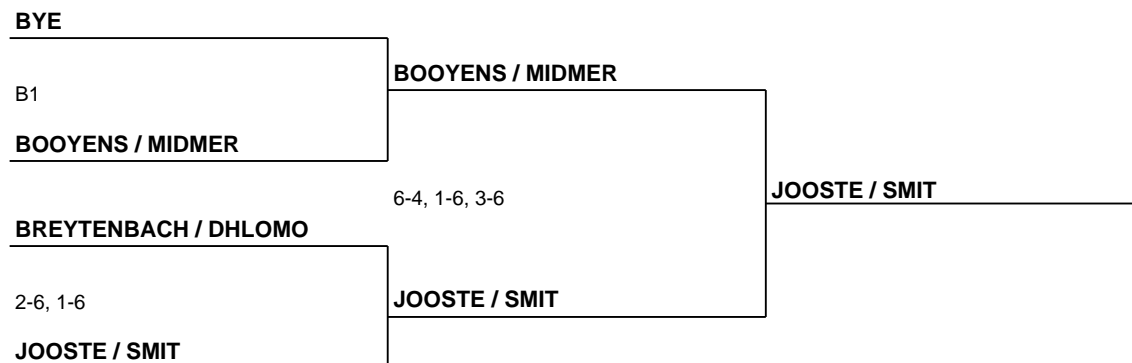 BYE
BOOYENS / MIDMER
B1
BOOYENS / MIDMER
6-4, 1-6, 3-6
JOOSTE / SMIT
BREYTENBACH / DHLOMO
2-6, 1-6
JOOSTE / SMIT
JOOSTE / SMIT